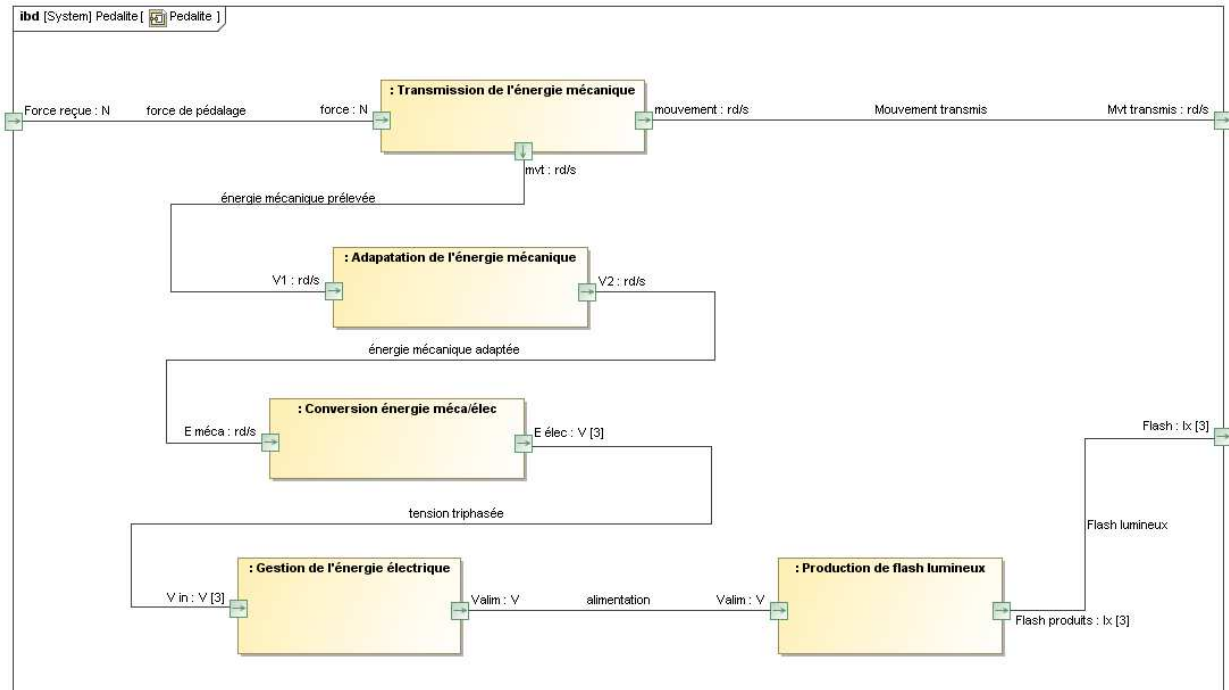 ibd [System] Pedalite [ Pedalite ]
: Transmission de l'énergie mécanique
Force reçue : N
force de pédalage
force : N
mouvement : rd/s
Mouvement transmis
Mvt transmis : rd/s
mvt : rd/s
énergie mécanique prélevée
: Adapatation de l'énergie mécanique
V1 : rd/s
V2 : rd/s
énergie mécanique adaptée
: Conversion énergie méca/élec
E méca : rd/s
E élec : V [3]
Flash : lx [3]
tension triphasée
Flash lumineux
: Gestion de l'énergie électrique
: Production de flash lumineux
V in : V [3]
Valim : V
alimentation
Valim : V
Flash produits : lx [3]